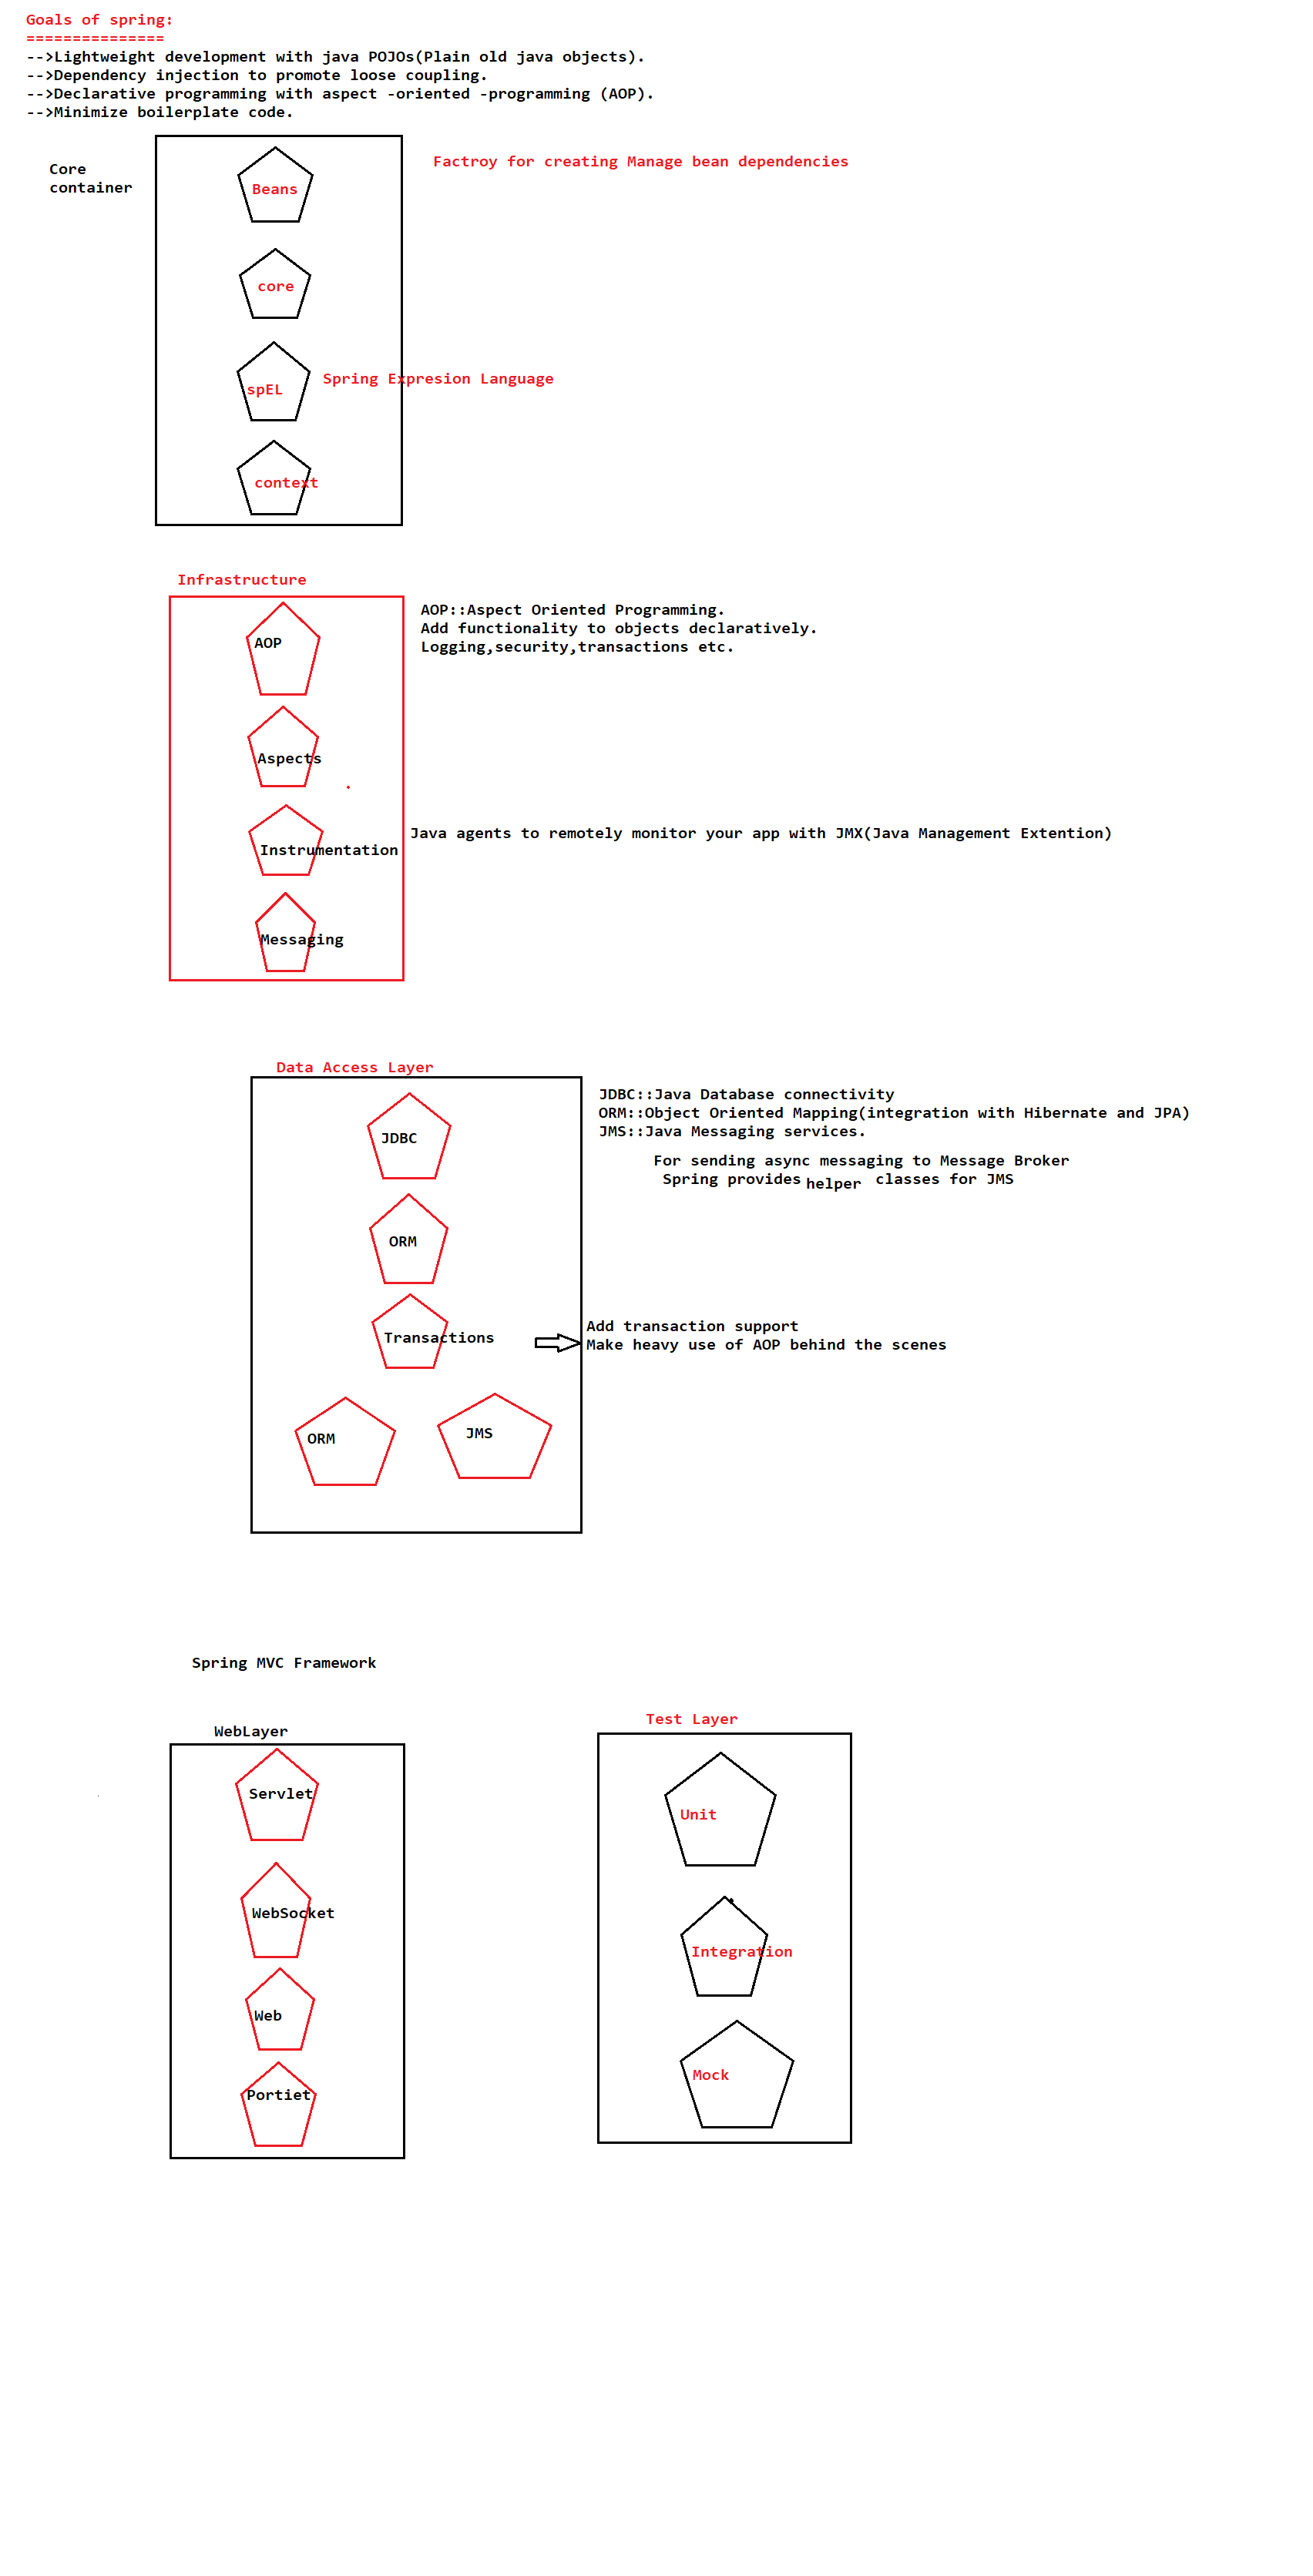 Goals of spring:
===============
-->Lightweight development with java POJOs(Plain old java objects).
-->Dependency injection to promote loose coupling.
-->Declarative programming with aspect -oriented -programming (AOP).
-->Minimize boilerplate code.
Core
container
Beans
Factroy for creating Manage bean dependencies
core
spEL
Spring Expresion Language
context
Infrastructure
AOP
AOP::Aspect Oriented Programming.
Add functionality to objects declaratively.
Logging,security,transactions etc.
Aspects
Instrumentation
Java agents to remotely monitor your app with JMX(Java Management Extention)
Messaging
Data Access Layer
JDBC
JDBC::Java Database connectivity
ORM::Object Oriented Mapping(integration with Hibernate and JPA)
JMS::Java Messaging services.
For sending async messaging to Message Broker
Spring provides helper classes for JMS
ORM
Transactions
Add transaction support
Make heavy use of AOP behind the scenes
ORM
JMS
Spring MVC Framework
WebLayer
Servlet
WebSocket
Web
Portiet
Test Layer
Unit
Integration
Mock